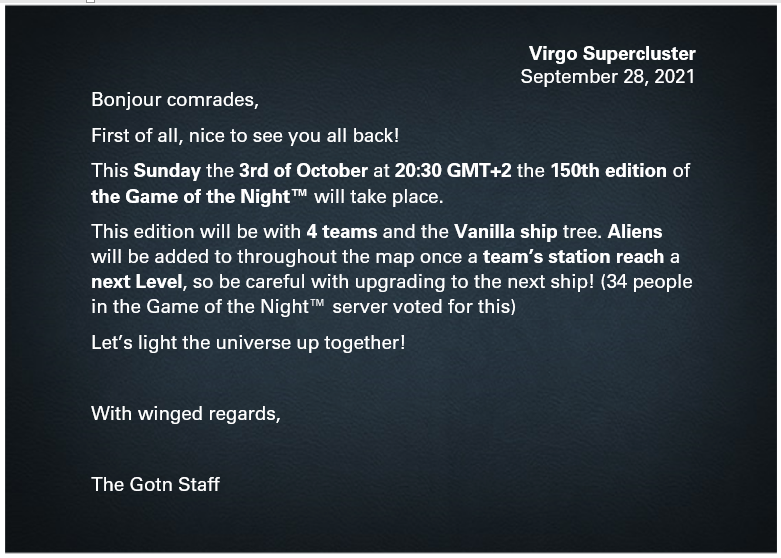 Virgo Supercluster
September 28, 2021
Bonjour comrades,
First of all, nice to see you all back!
This Sunday the 3rd of October at 20:30 GMT+2 the 150th edition of
the Game of the Night™ will take place.
This edition will be with 4 teams and the Vanilla ship tree. Aliens
will be added to throughout the map once a team’s station reach a
next Level, so be careful with upgrading to the next ship! (34 people
in the Game of the Night™ server voted for this)
Let’s light the universe up together!
With winged regards,
The Gotn Staff